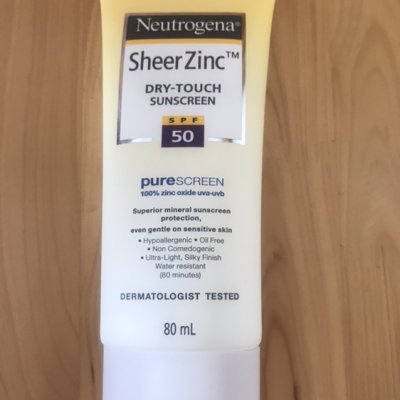 Neutrogena®
SheerZinc™
DRY-TOUCH
SUNSCREEN
SPF
50
purescreen
100% zinc oxide uva-uvb
Superior mineral sunscreen
protection,
even gentle on sensitive skin
• Hypoallergenic • Oil Free
• Non Comedogenic
• Ultra-Light, Silky Finish
Water resistant
(80 minutes)
DERMATOLOGIST TESTED
80 mL